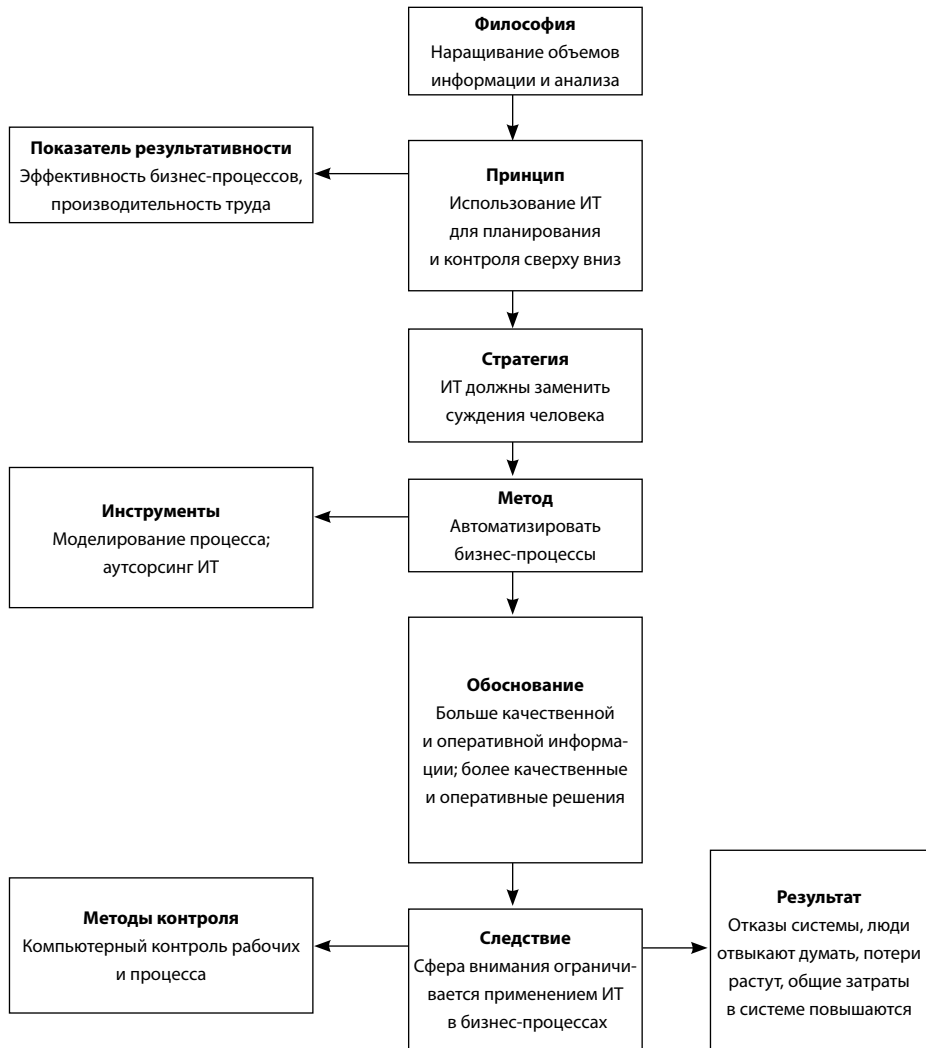 Философия
Наращивание объемов
информации и анализа
Показатель результативности
Эффективность бизнес-процессов,
производительность труда
Принцип
Использование ИТ
для планирования
и контроля сверху вниз
Стратегия
ИТ должны заменить
суждения человека
Инструменты
Моделирование процесса;
аутсорсинг ИТ
Метод
Автоматизировать
бизнес-процессы
Обоснование
Больше качественной
и оперативной информа-
ции; более качественные
и оперативные решения
Методы контроля
Компьютерный контроль рабочих
и процесса
Следствие
Сфера внимания ограничи-
вается применением ИТ
в бизнес-процессах
Результат
Отказы системы, люди
отвыкают думать, потери
растут, общие затраты
в системе повышаются